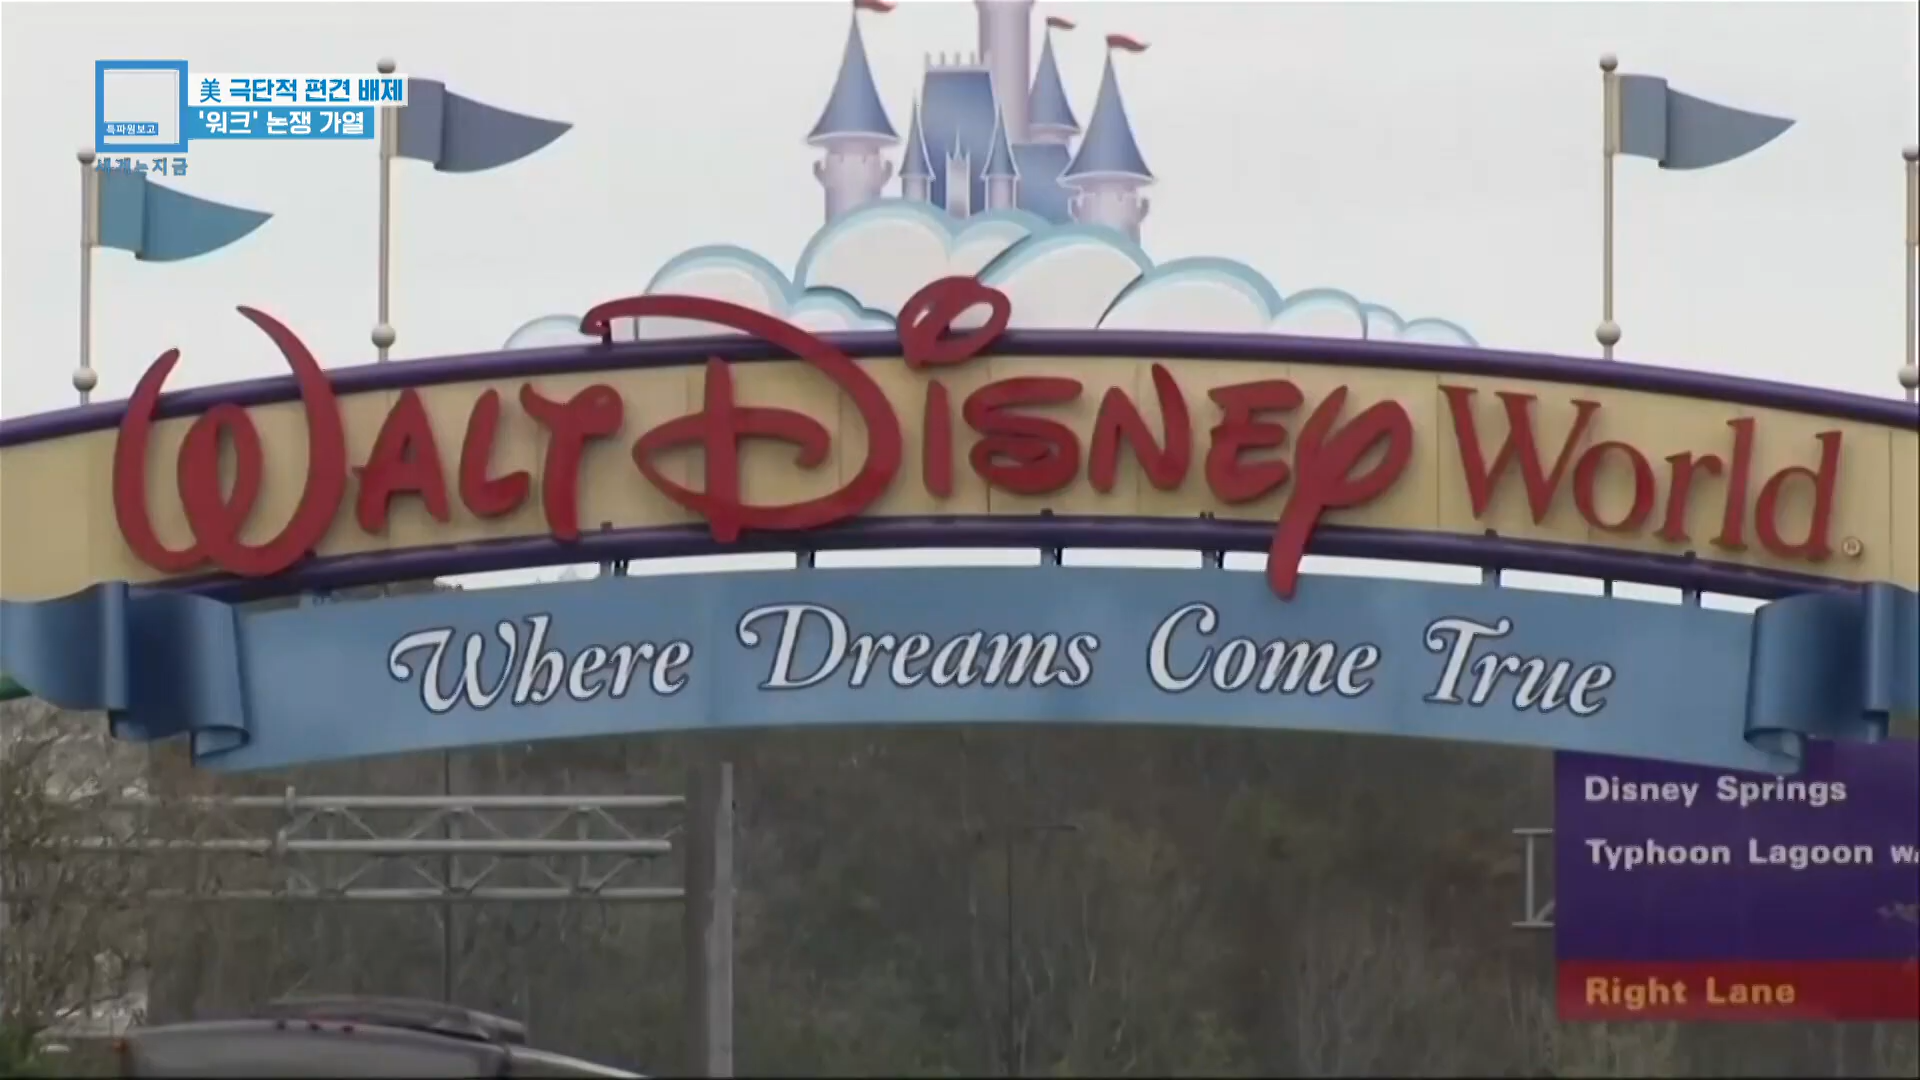 美 극단적 편견 배제
'워크' 논쟁 가열
특파원보고
세계는지금
WALT DISNEY World®
Where Dreams Come True
Disney Springs
Typhoon Lagoon
Right Lane